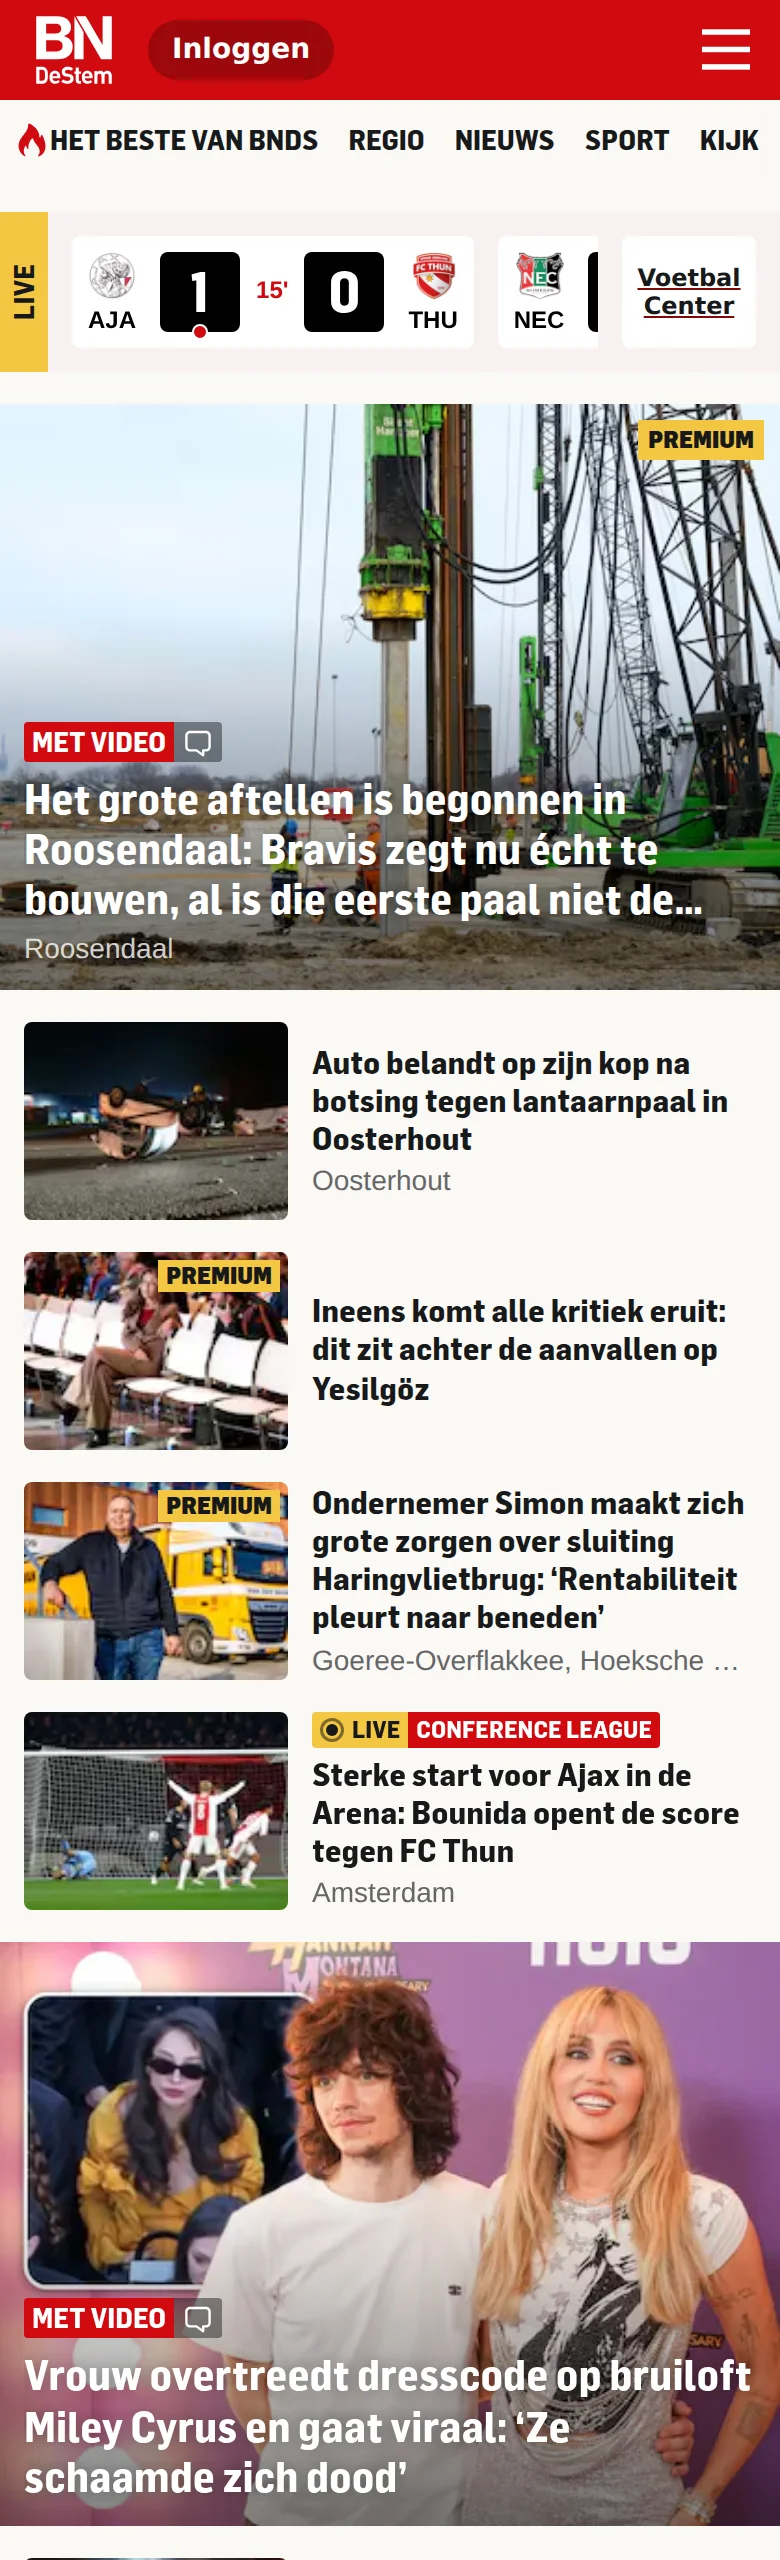 BN
DeStem
Inloggen
HET BESTE VAN BNDS REGIO NIEUWS SPORT KIJK
LIVE
AJA 1 15' 0 THU
FC THUN
NEC
NEC
Voetbal
Center
PREMIUM
MET VIDEO
Het grote aftellen is begonnen in
Roosendaal: Bravis zegt nu écht te
bouwen, al is die eerste paal niet de...
Roosendaal
Auto belandt op zijn kop na
botsing tegen lantaarnpaal in
Oosterhout
Oosterhout
PREMIUM
Ineens komt alle kritiek eruit:
dit zit achter de aanvallen op
Yesilgöz
PREMIUM
Ondernemer Simon maakt zich
grote zorgen over sluiting
Haringvlietbrug: ‘Rentabiliteit
pleurt naar beneden’
Goeree-Overflakkee, Hoeksche ...
LIVE CONFERENCE LEAGUE
Sterke start voor Ajax in de
Arena: Bounida opent de score
tegen FC Thun
Amsterdam
HANNAH
MONTANA
MET VIDEO
Vrouw overtreedt dresscode op bruiloft
Miley Cyrus en gaat viraal: ‘Ze
schaamde zich dood’